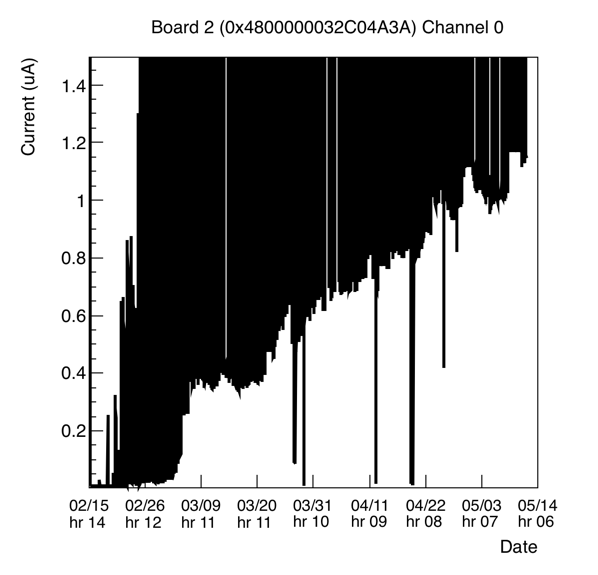 Board 2 (0x4800000032C04A3A) Channel 0
Current (uA)
1.4
1.2
1
0.8
0.6
0.4
0.2
02/15 02/26 03/09 03/20 03/31 04/11 04/22 05/03 05/14
hr 14 hr 12 hr 11 hr 11 hr 10 hr 09 hr 08 hr 07 hr 06
Date